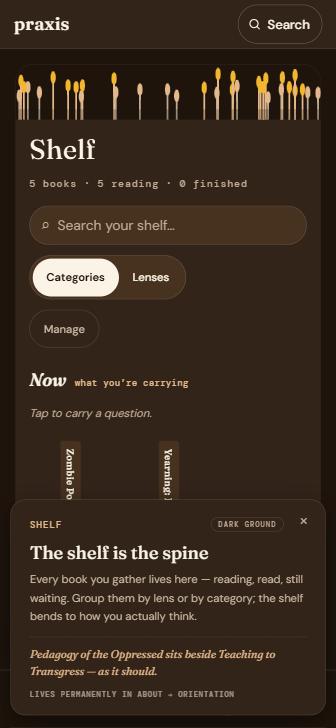 praxis
Search
Shelf
5 books · 5 reading · 0 finished
Search your shelf…
Categories Lenses
Manage
Now what you're carrying
Tap to carry a question.
Zombie Po
Yearning:
SHELF DARK GROUND ×
The shelf is the spine
Every book you gather lives here — reading, read, still
waiting. Group them by lens or by category; the shelf
bends to how you actually think.
Pedagogy of the Oppressed sits beside Teaching to
Transgress — as it should.
LIVES PERMANENTLY IN ABOUT → ORIENTATION